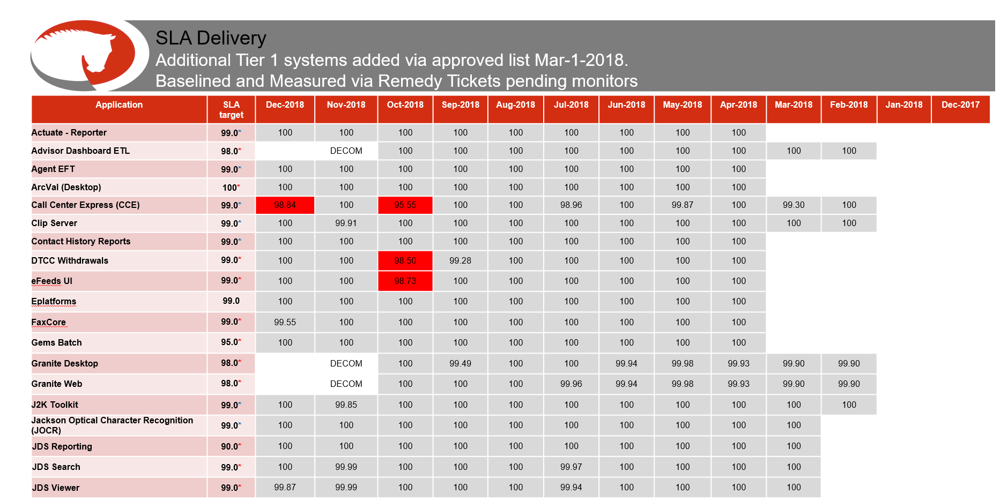 SLA Delivery
Additional Tier 1 systems added via approved list Mar-1-2018.
Baselined and Measured via Remedy Tickets pending monitors
Application SLA target Dec-2018 Nov-2018 Oct-2018 Sep-2018 Aug-2018 Jul-2018 Jun-2018 May-2018 Apr-2018 Mar-2018 Feb-2018 Jan-2018 Dec-2017
Actuate - Reporter 99.0* 100 100 100 100 100 100 100 100 100
Advisor Dashboard ETL 98.0* DECOM 100 100 100 100 100 100 100 100 100
Agent EFT 99.0* 100 100 100 100 100 100 100 100 100
ArcVal (Desktop) 100* 100 100 100 100 100 100 100 100 100
Call Center Express (CCE) 99.0* 98.84 100 95.55 100 100 98.96 100 99.87 100 99.30 100
Clip Server 99.0* 100 99.91 100 100 100 100 100 100 100 100 100
Contact History Reports 99.0* 100 100 100 100 100 100 100 100 100
DTCC Withdrawals 99.0* 100 100 98.50 99.28 100 100 100 100 100
eFeeds UI 99.0* 100 100 98.73 100 100 100 100 100 100
Eplatforms 99.0 100 100 100 100 100 100 100 100 100
FaxCore 99.0* 99.55 100 100 100 100 100 100 100 100
Gems Batch 95.0* 100 100 100 100 100 100 100 100 100
Granite Desktop 98.0* DECOM 100 99.49 100 100 99.94 99.98 99.93 99.90 99.90
Granite Web 98.0* DECOM 100 100 100 99.96 99.94 99.98 99.93 99.90 99.90
J2K Toolkit 99.0* 100 99.85 100 100 100 100 100 100 100 100 100
Jackson Optical Character Recognition
(JOCR) 99.0* 100 100 100 100 100 100 100 100 100 100
JDS Reporting 90.0* 100 100 100 100 100 100 100 100 100 100
JDS Search 99.0* 100 99.99 100 100 100 99.97 100 100 100 100
JDS Viewer 99.0* 99.87 99.99 100 100 100 99.94 100 100 100 100